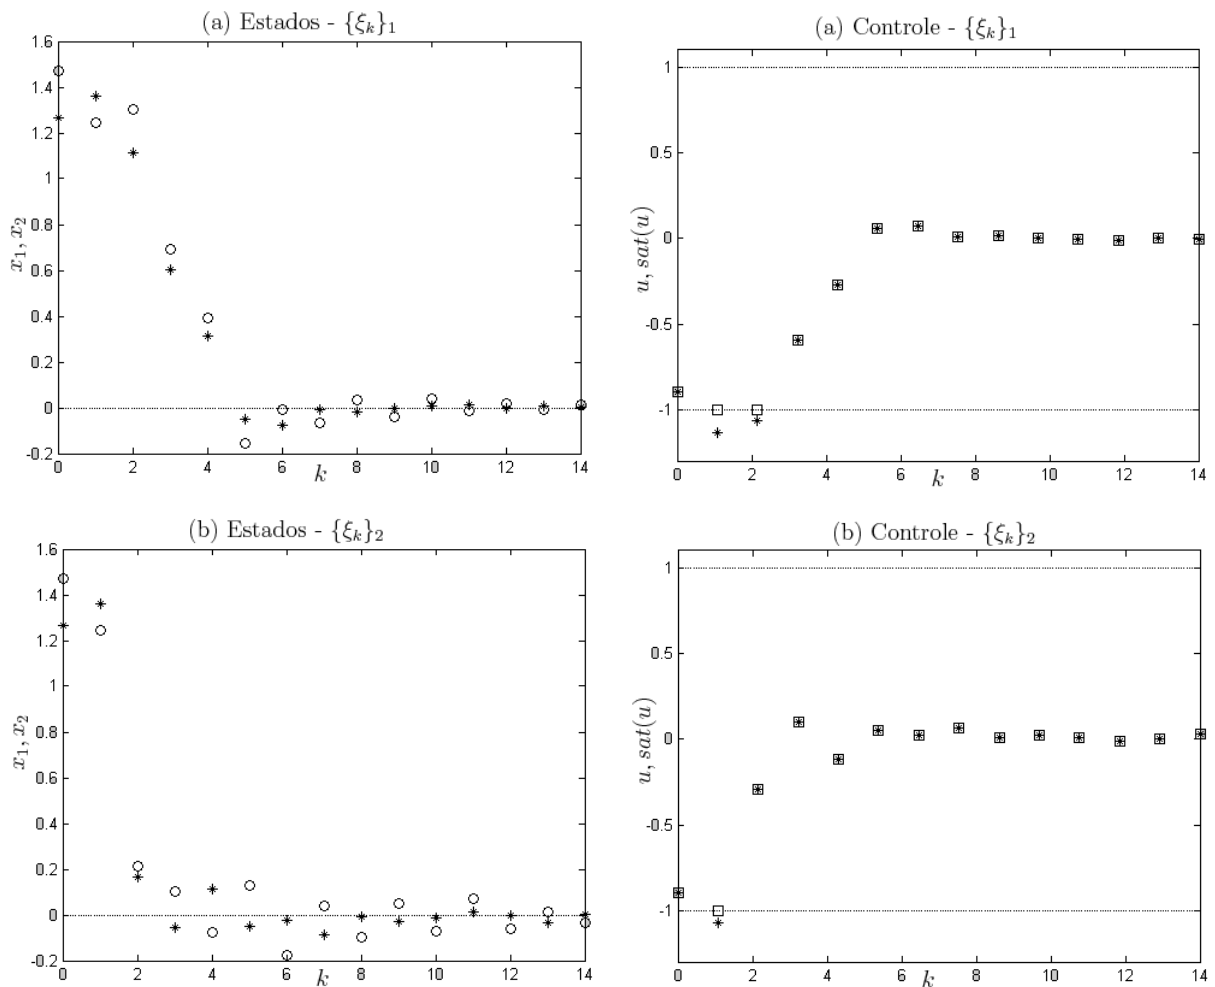 (a) Estados - {ξ_k}_1
1.6
1.4
1.2
1
0.8
0.6
0.4
0.2
0
-0.2
x_1, x_2
0 2 4 6 8 10 12 14
k
(a) Controle - {ξ_k}_1
1
0.5
0
-0.5
-1
u, sat(u)
0 2 4 6 8 10 12 14
k
(b) Estados - {ξ_k}_2
1.6
1.4
1.2
1
0.8
0.6
0.4
0.2
0
-0.2
x_1, x_2
0 2 4 6 8 10 12 14
k
(b) Controle - {ξ_k}_2
1
0.5
0
-0.5
-1
u, sat(u)
0 2 4 6 8 10 12 14
k